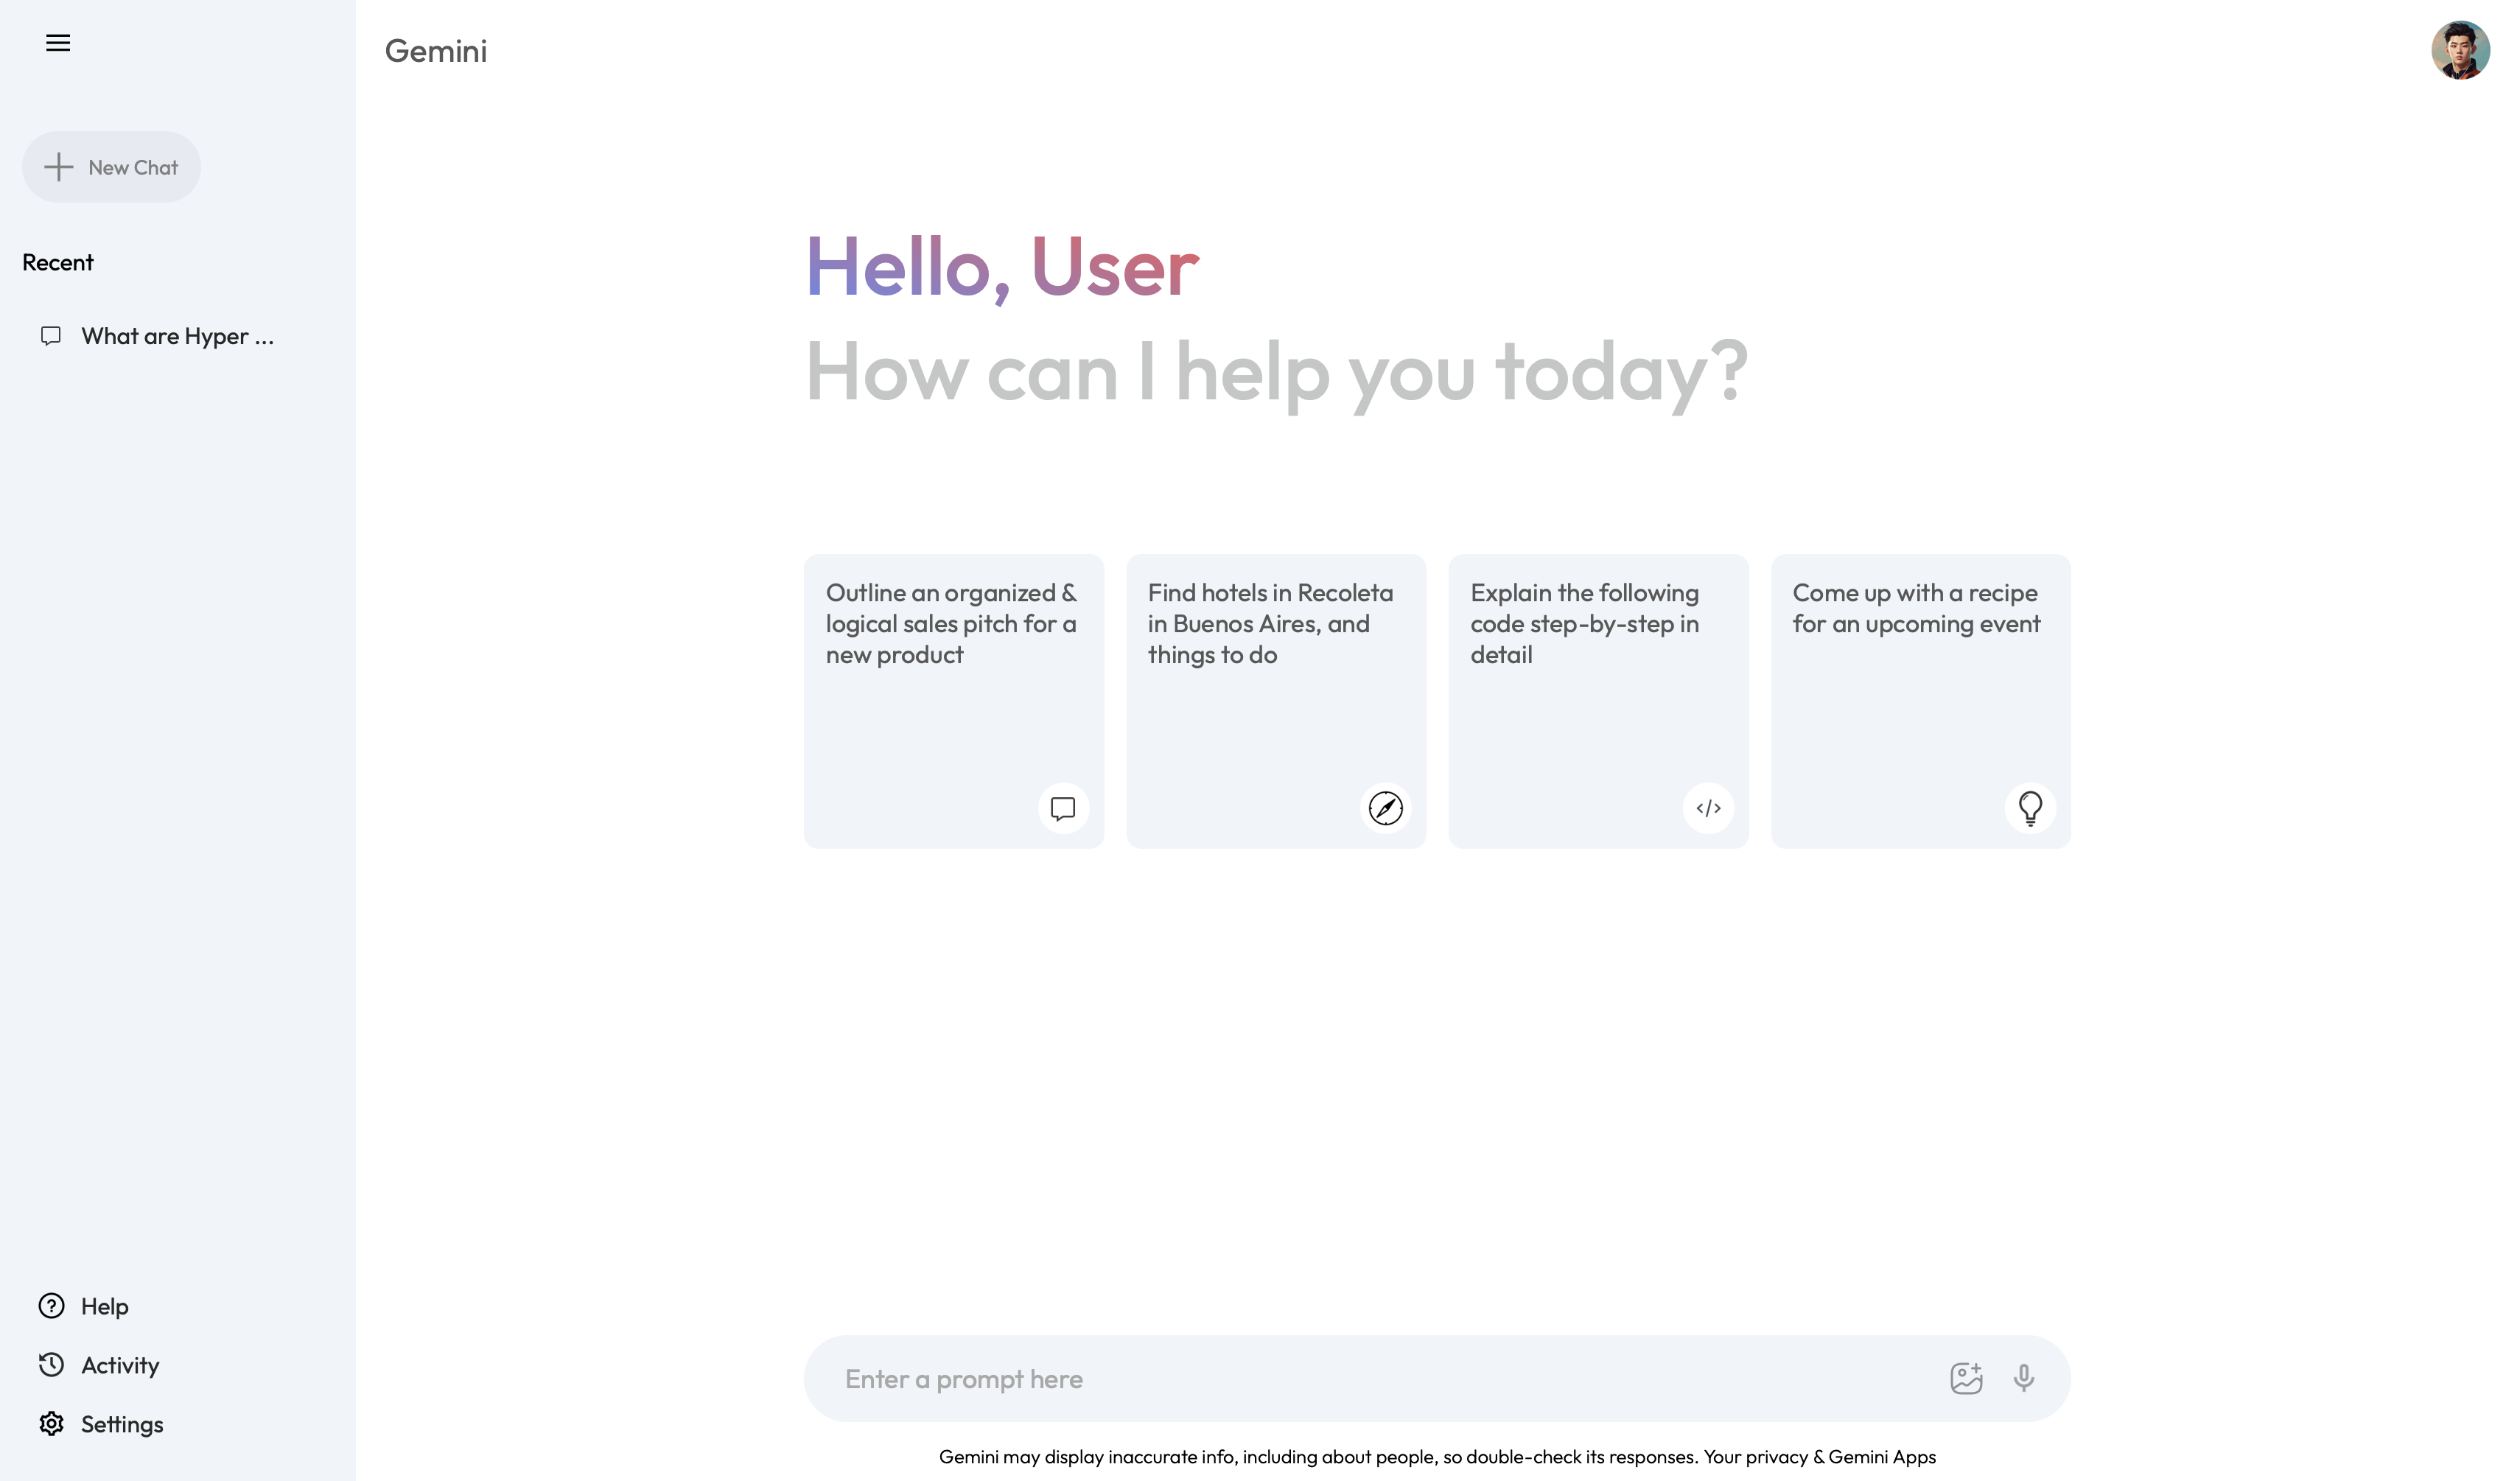 Gemini
New Chat
Recent
What are Hyper ...
Hello, User
How can I help you today?
Outline an organized &
logical sales pitch for a
new product
Find hotels in Recoleta
in Buenos Aires, and
things to do
Explain the following
code step-by-step in
detail
Come up with a recipe
for an upcoming event
Help
Activity
Settings
Enter a prompt here
Gemini may display inaccurate info, including about people, so double-check its responses. Your privacy & Gemini Apps